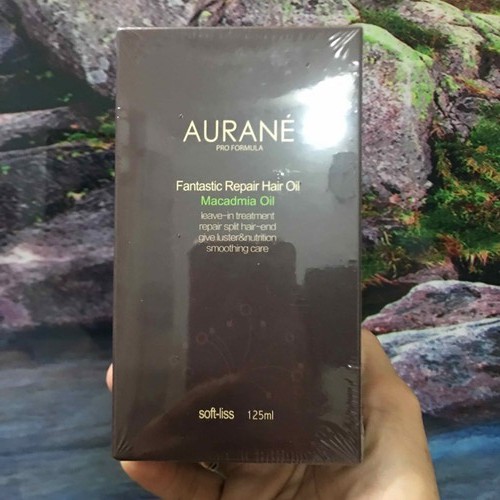 AURANÉ
PRO FORMULA
Fantastic Repair Hair Oil
Macadmia Oil
leave-in treatment
repair split hair-end
give luster&nutrition
smoothing care
soft-liss 125ml